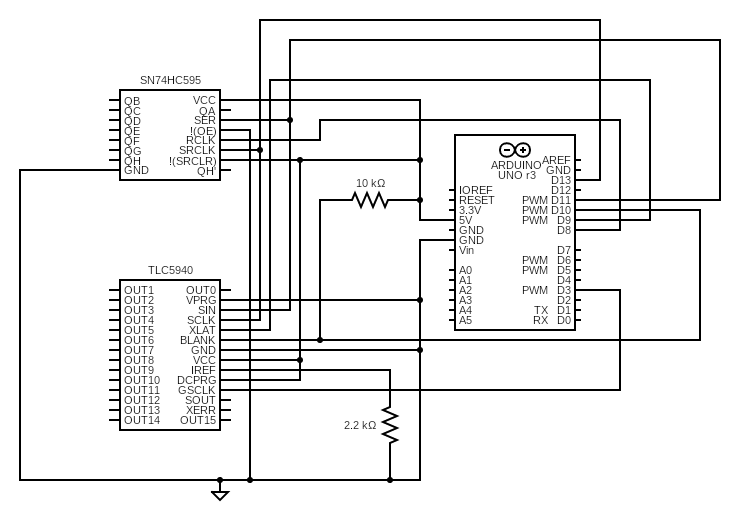 SN74HC595
QB
QC
QD
QE
QF
QG
QH
GND
VCC
QA
SER
!(OE)
RCLK
SRCLK
!(SRCLR)
QH'
10 kΩ
ARDUINO
UNO r3
IOREF
RESET
3.3V
5V
GND
GND
Vin
A0
A1
A2
A3
A4
A5
AREF
GND
D13
D12
PWM D11
PWM D10
PWM D9
D8
D7
PWM D6
PWM D5
D4
PWM D3
D2
TX D1
RX D0
TLC5940
OUT1
OUT2
OUT3
OUT4
OUT5
OUT6
OUT7
OUT8
OUT9
OUT10
OUT11
OUT12
OUT13
OUT14
OUT0
VPRG
SIN
SCLK
XLAT
BLANK
GND
VCC
IREF
DCPRG
GSCLK
SOUT
XERR
OUT15
2.2 kΩ